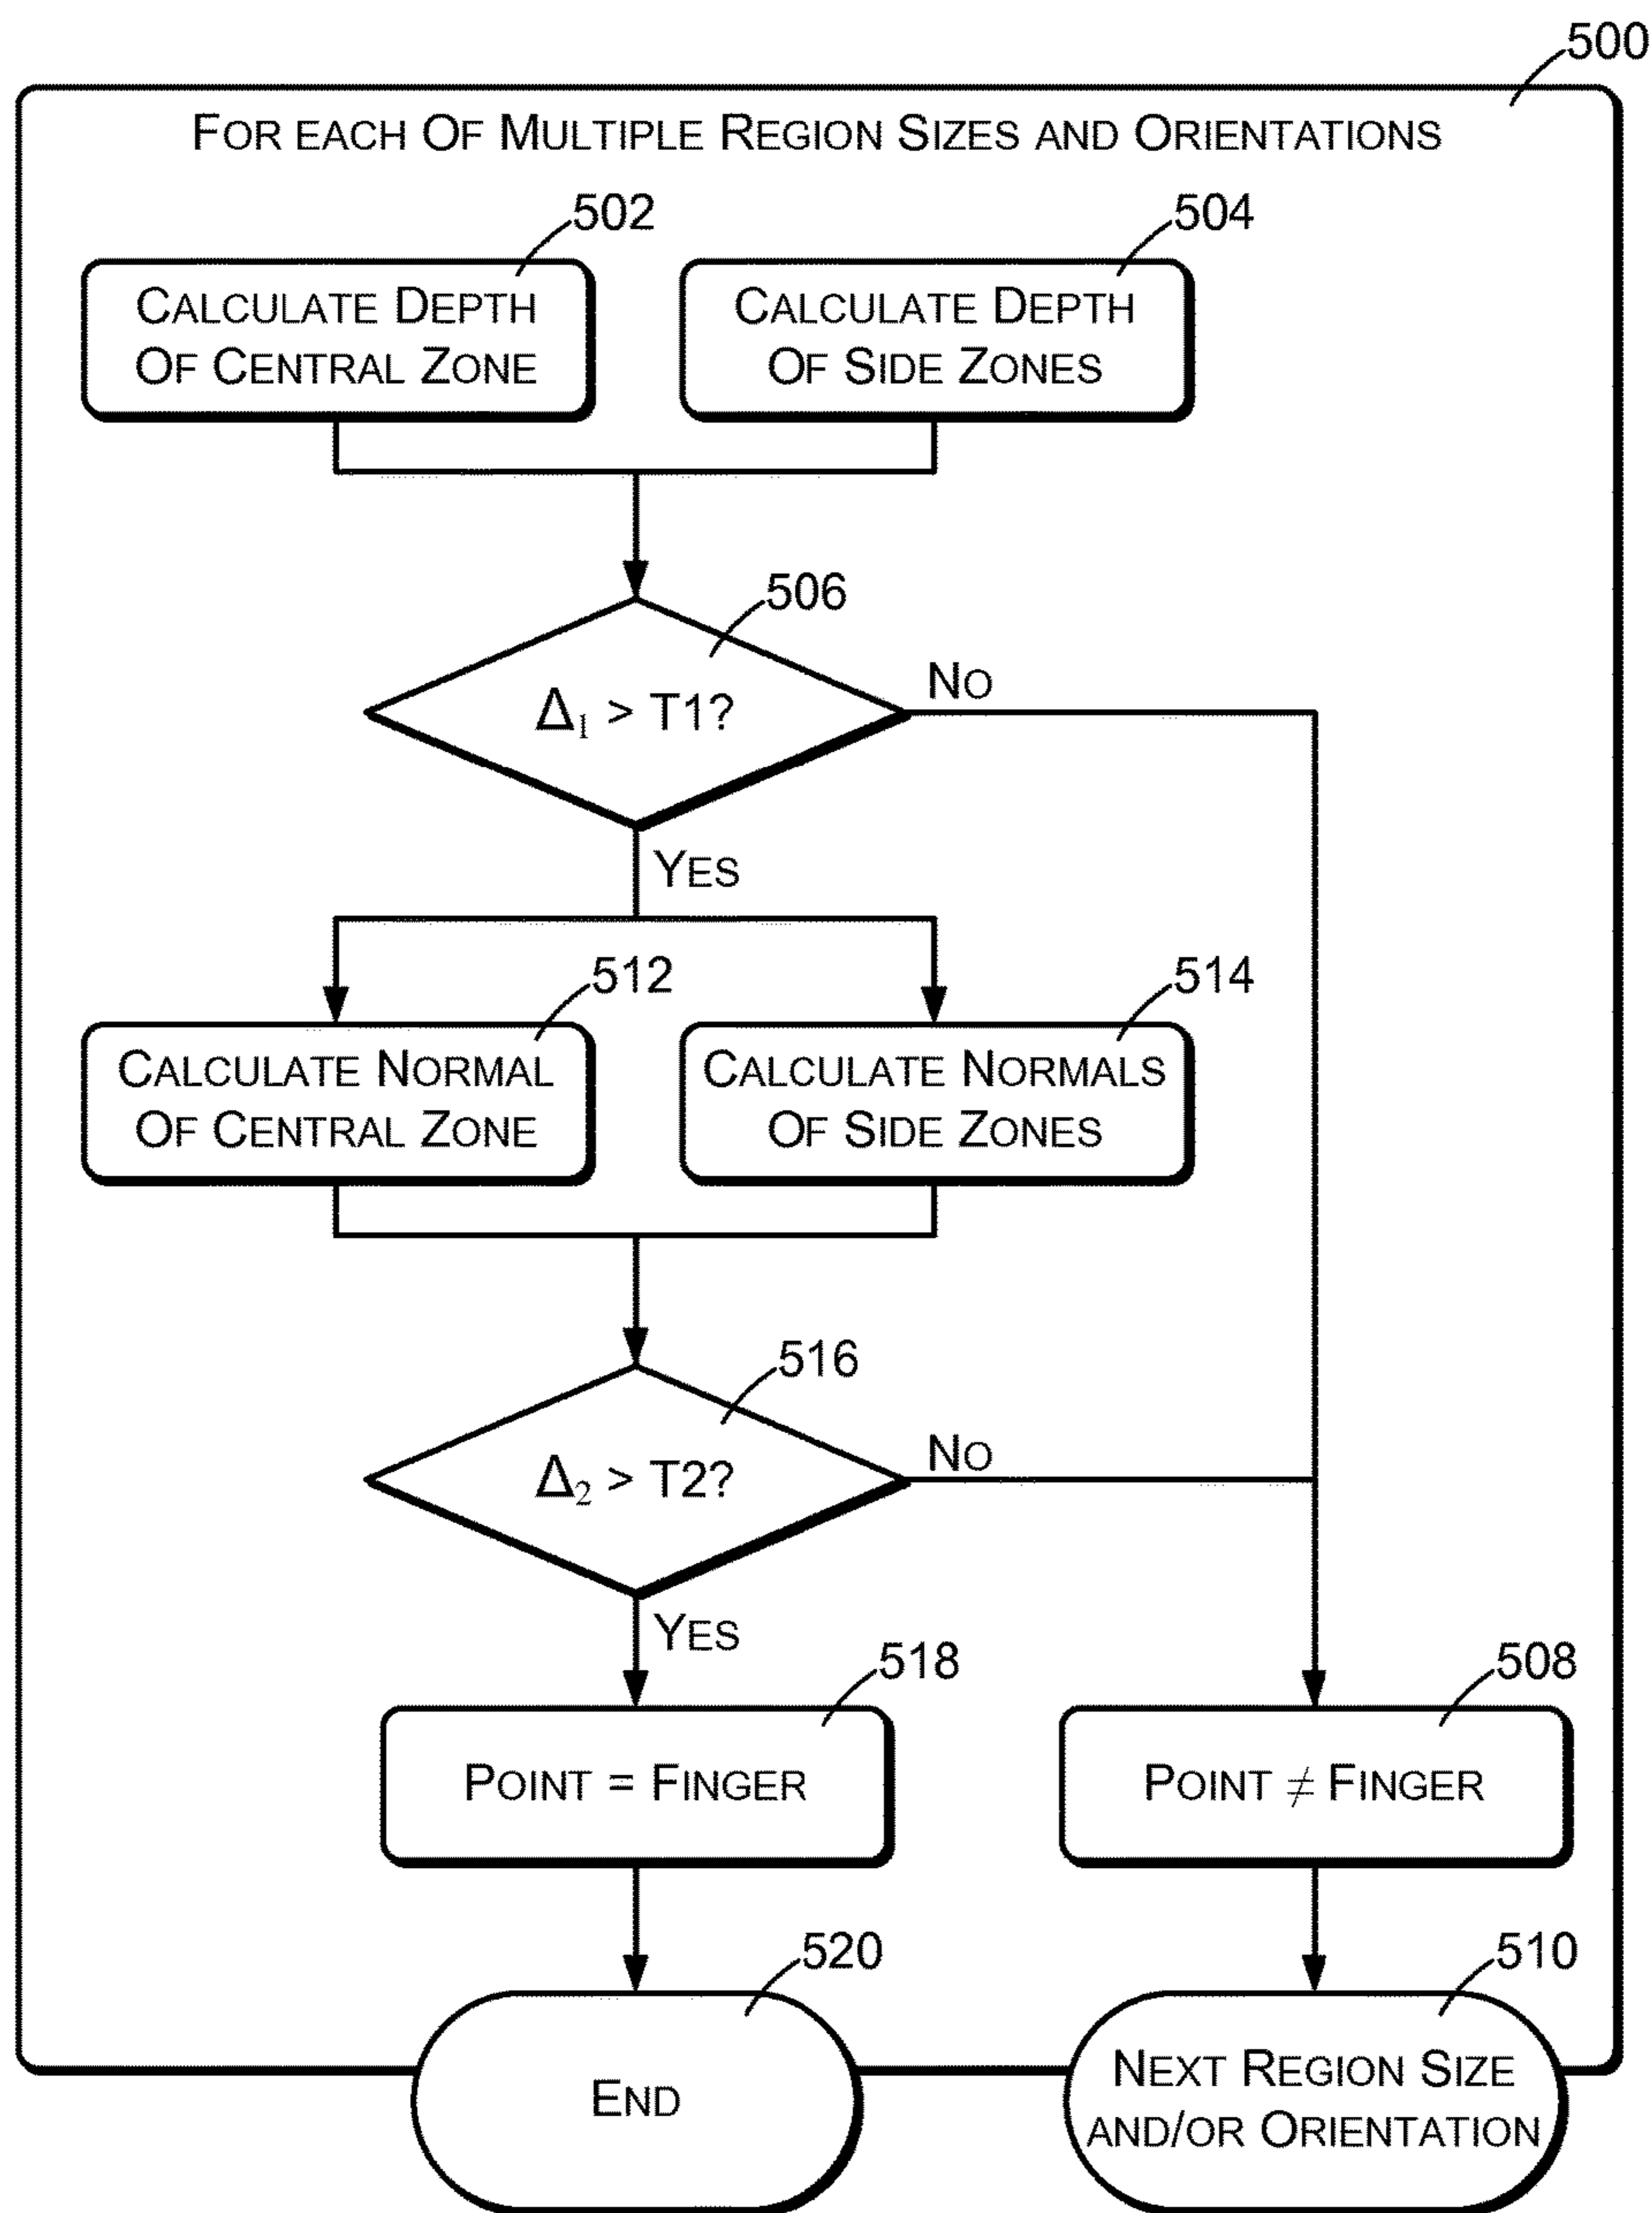 500
FOR EACH OF MULTIPLE REGION SIZES AND ORIENTATIONS
502
504
CALCULATE DEPTH
OF CENTRAL ZONE
CALCULATE DEPTH
OF SIDE ZONES
506
Δ₁ > T1?
NO
YES
512
514
CALCULATE NORMAL
OF CENTRAL ZONE
CALCULATE NORMALS
OF SIDE ZONES
516
Δ₂ > T2?
NO
YES
518
508
POINT = FINGER
POINT ≠ FINGER
520
510
END
NEXT REGION SIZE
AND/OR ORIENTATION